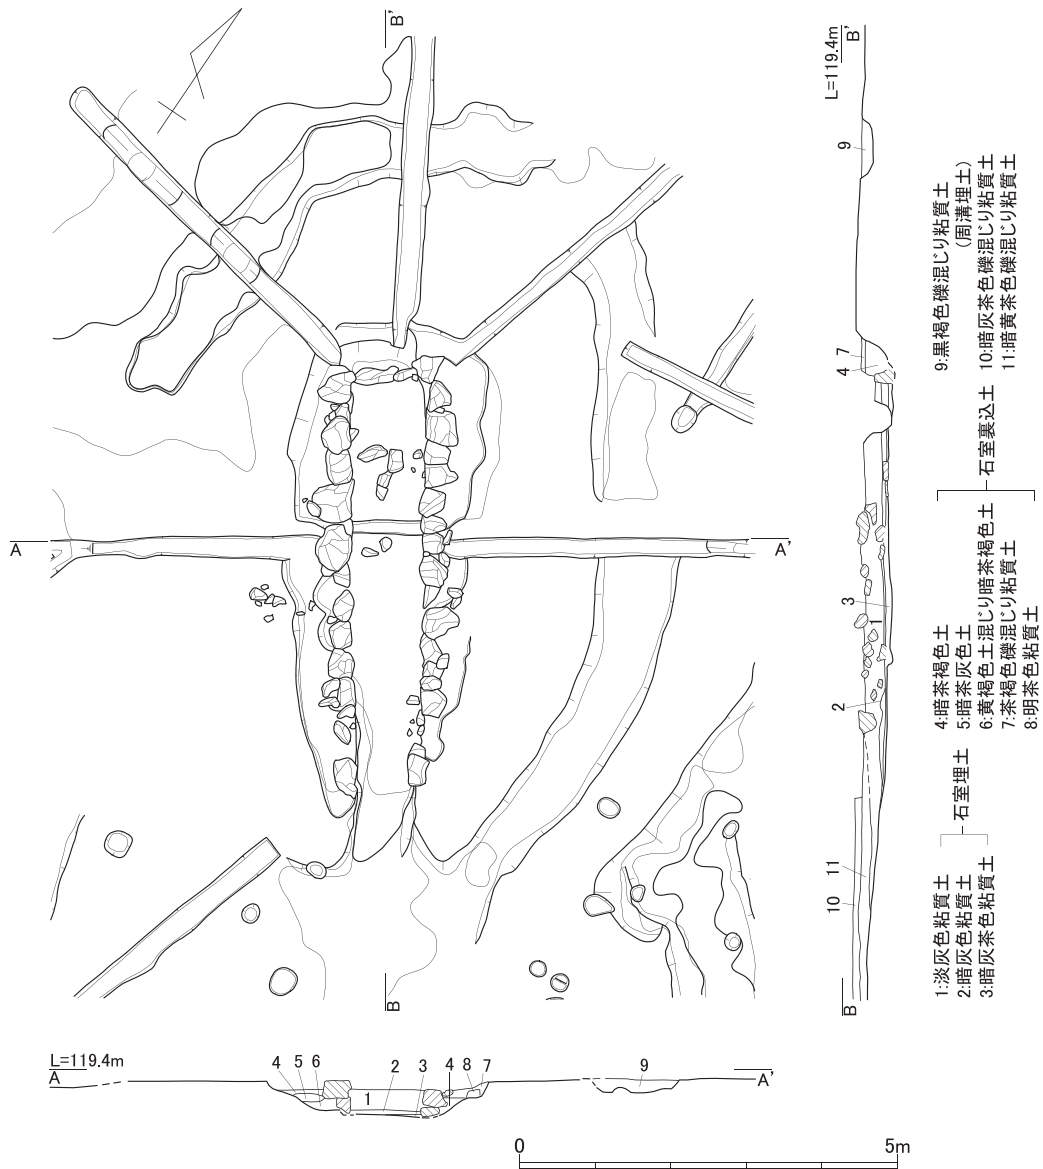 B'
L=119.4m
B'
9
9:黒褐色礫混じり粘質土
(周溝埋土)
10:暗灰茶色礫混じり粘質土
11:暗黄茶色礫混じり粘質土
7
4
石室裏込土
A
A'
3
1
2
4:暗茶褐色土
5:暗茶灰色土
6:黄褐色土混じり暗茶褐色土
7:茶褐色礫混じり粘質土
8:明茶色粘質土
石室埋土
11
10
1:淡灰色粘質土
2:暗灰色粘質土
3:暗灰茶色粘質土
B
B
L=119.4m
A
4 5 6 1 2 3 4 8 7 9
A'
0 5m